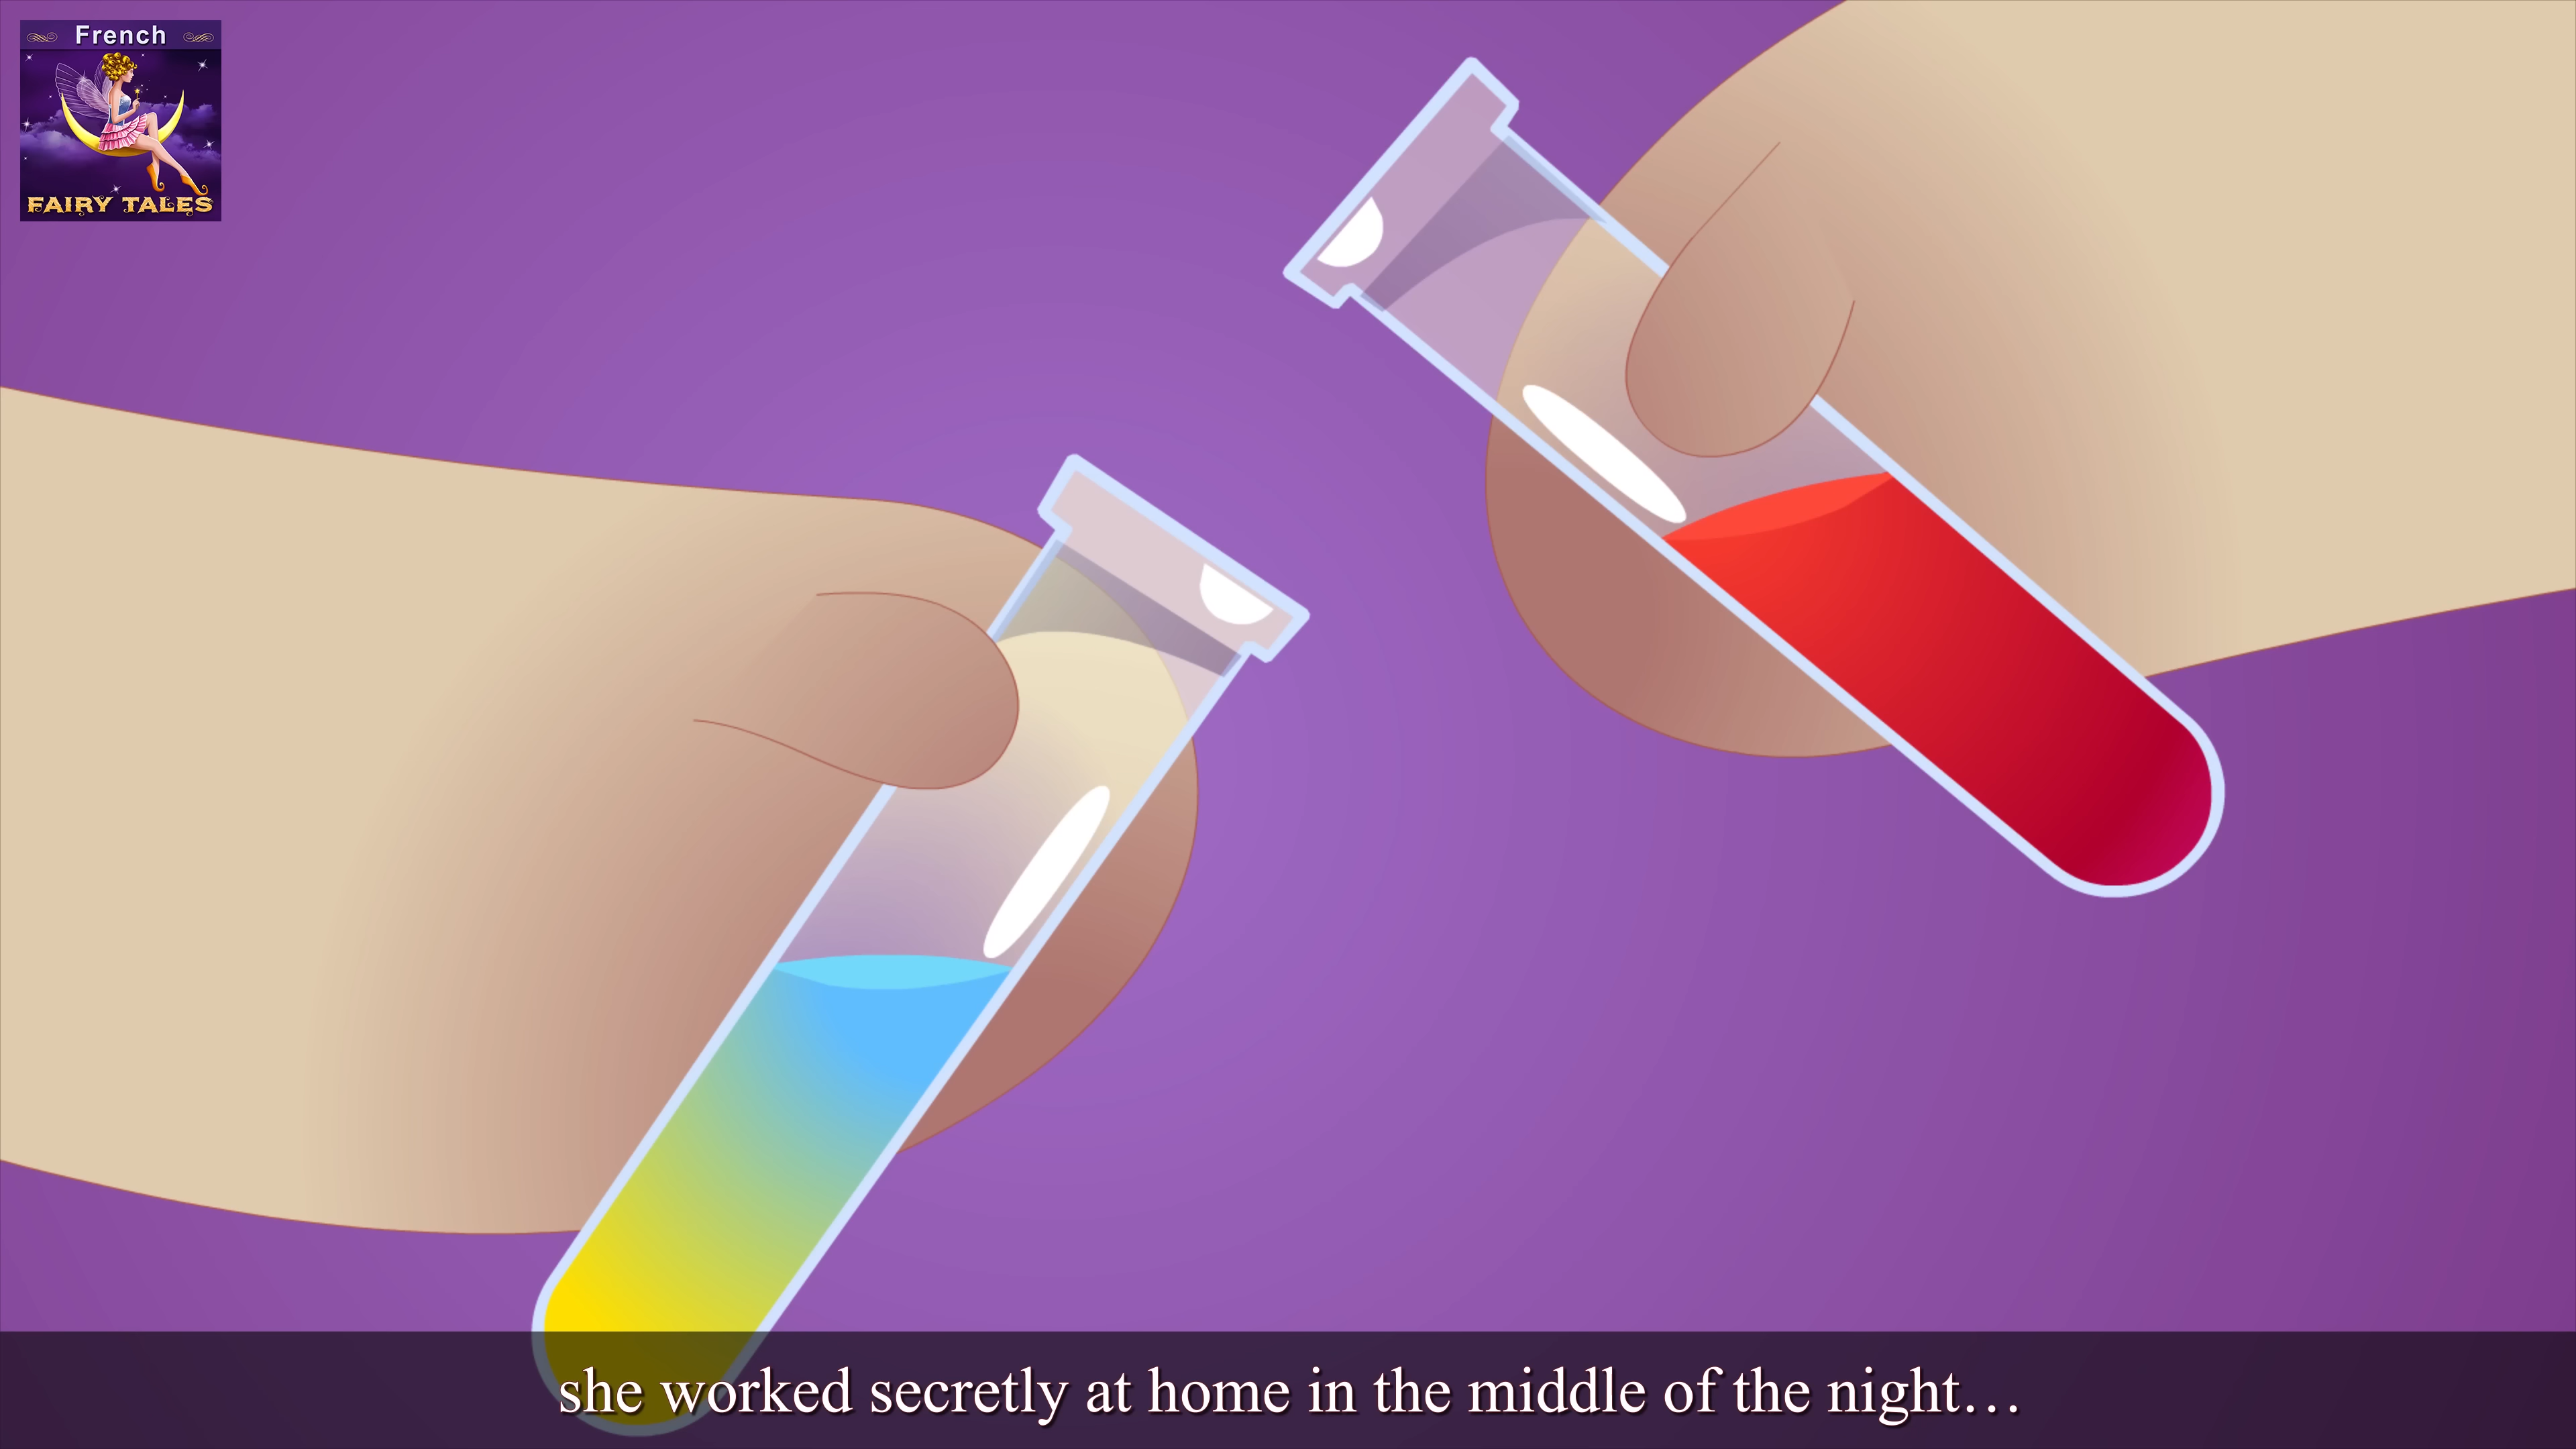 French
FAIRY TALES
she worked secretly at home in the middle of the night…